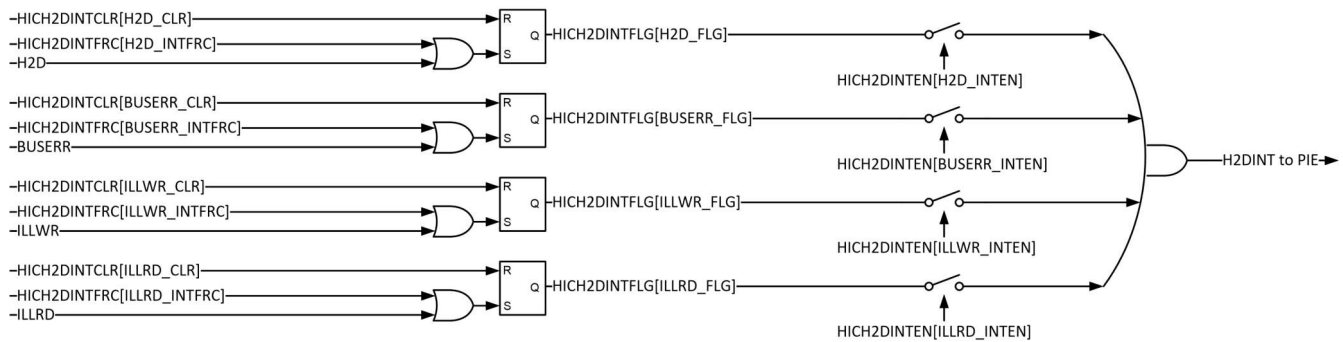 HICH2DINTCLR[H2D_CLR]
HICH2DINTFRC[H2D_INTFRC]
H2D
R
Q
S
HICH2DINTFLG[H2D_FLG]
HICH2DINTEN[H2D_INTEN]
HICH2DINTCLR[BUSERR_CLR]
HICH2DINTFRC[BUSERR_INTFRC]
BUSERR
R
Q
S
HICH2DINTFLG[BUSERR_FLG]
HICH2DINTEN[BUSERR_INTEN]
H2DINT to PIE
HICH2DINTCLR[ILLWR_CLR]
HICH2DINTFRC[ILLWR_INTFRC]
ILLWR
R
Q
S
HICH2DINTFLG[ILLWR_FLG]
HICH2DINTEN[ILLWR_INTEN]
HICH2DINTCLR[ILLRD_CLR]
HICH2DINTFRC[ILLRD_INTFRC]
ILLRD
R
Q
S
HICH2DINTFLG[ILLRD_FLG]
HICH2DINTEN[ILLRD_INTEN]